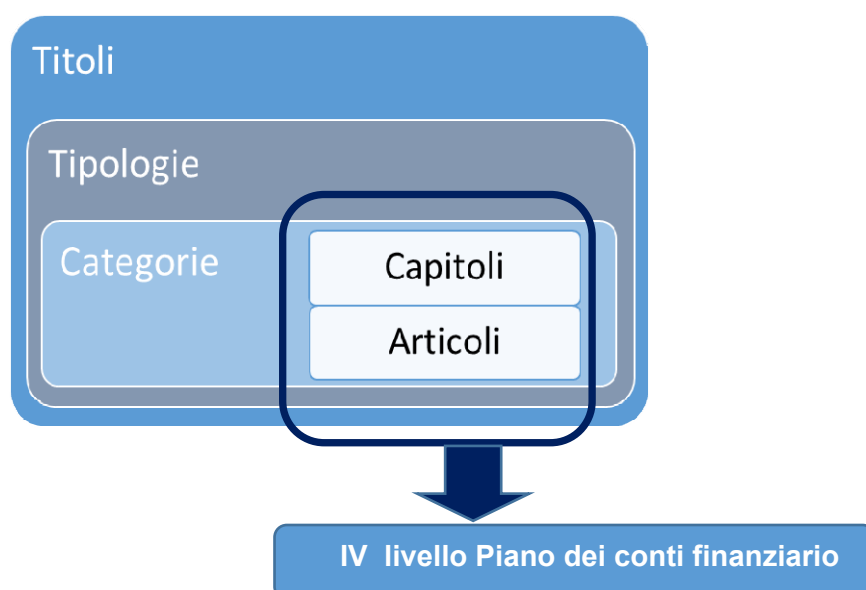 Titoli
Tipologie
Categorie
Capitoli
Articoli
IV livello Piano dei conti finanziario